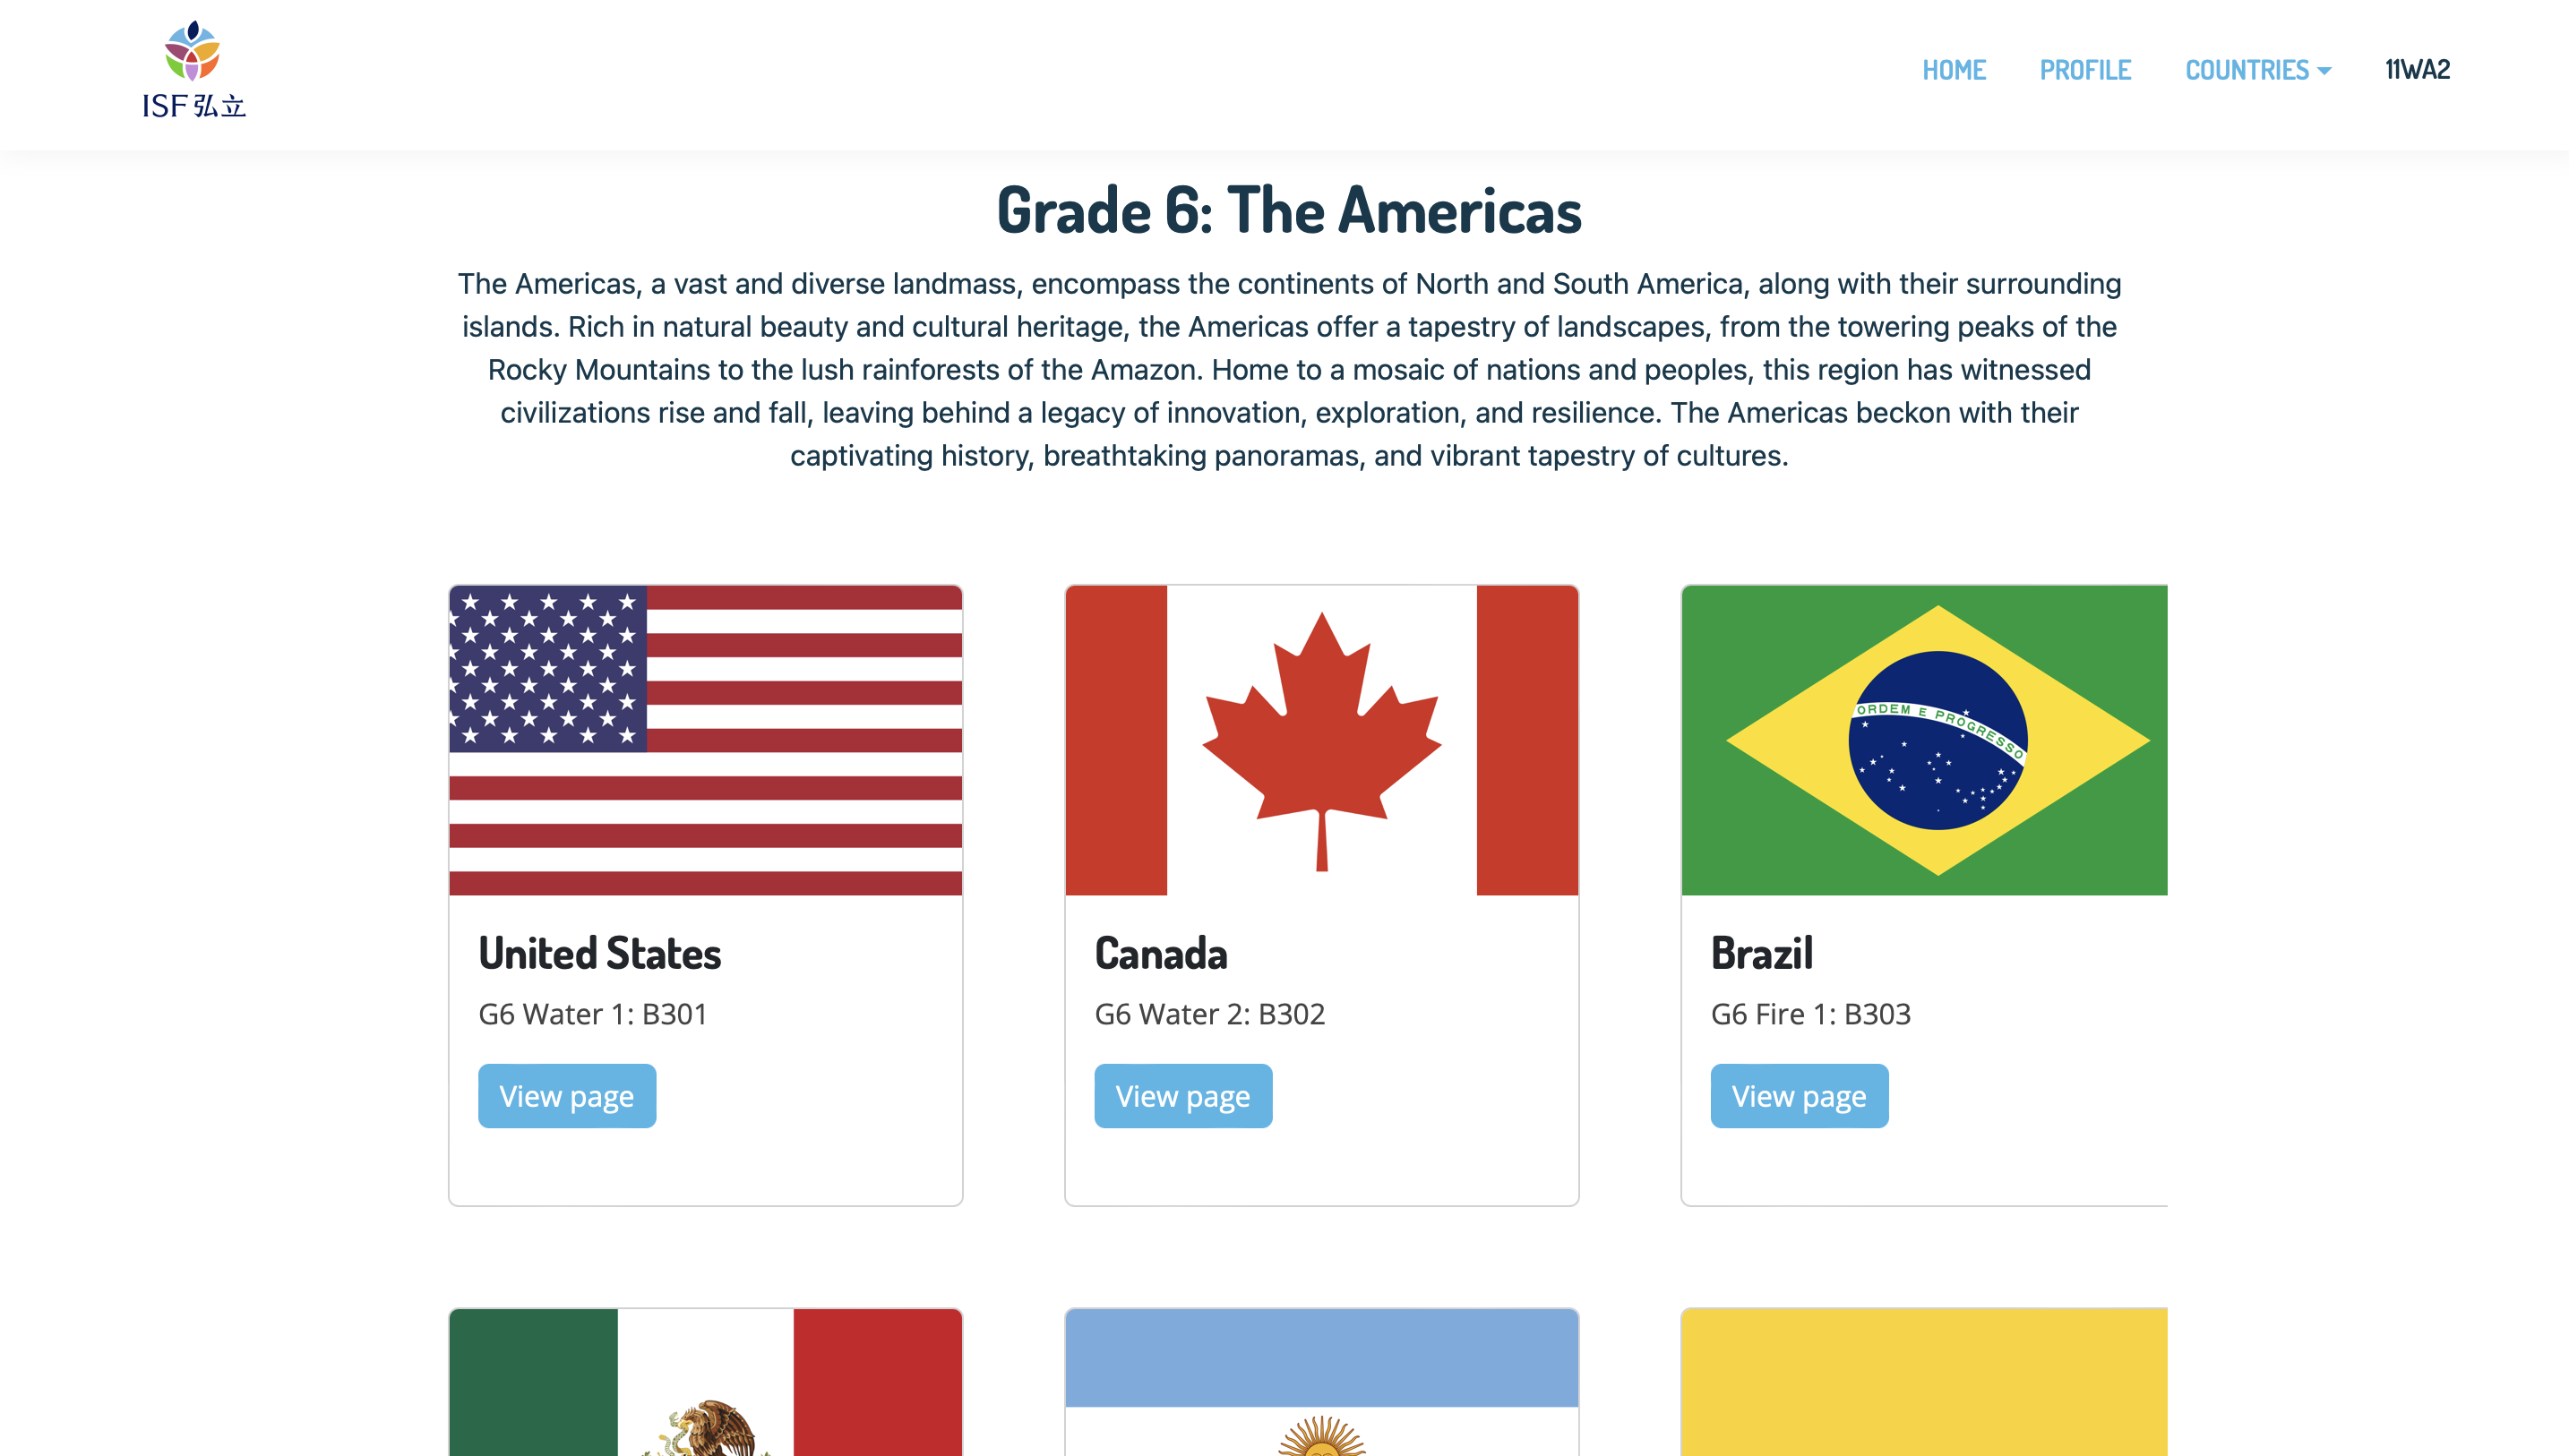 ISF 弘立
HOME PROFILE COUNTRIES 11WA2
Grade 6: The Americas
The Americas, a vast and diverse landmass, encompass the continents of North and South America, along with their surrounding
islands. Rich in natural beauty and cultural heritage, the Americas offer a tapestry of landscapes, from the towering peaks of the
Rocky Mountains to the lush rainforests of the Amazon. Home to a mosaic of nations and peoples, this region has witnessed
civilizations rise and fall, leaving behind a legacy of innovation, exploration, and resilience. The Americas beckon with their
captivating history, breathtaking panoramas, and vibrant tapestry of cultures.
ORDEM E PROGRESSO
United States
G6 Water 1: B301
View page
Canada
G6 Water 2: B302
View page
Brazil
G6 Fire 1: B303
View page